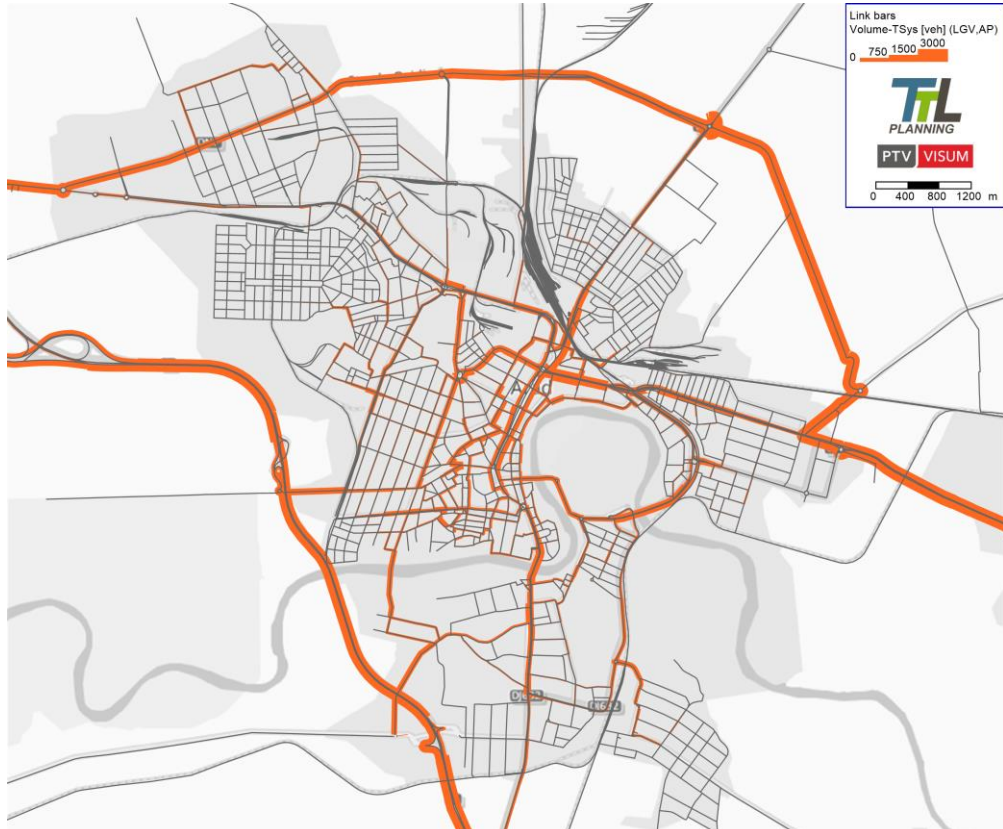 Link bars
Volume-TSys [veh] (LGV,AP)
0 750 1500 3000
TTL
PLANNING
PTV VISUM
0 400 800 1200 m